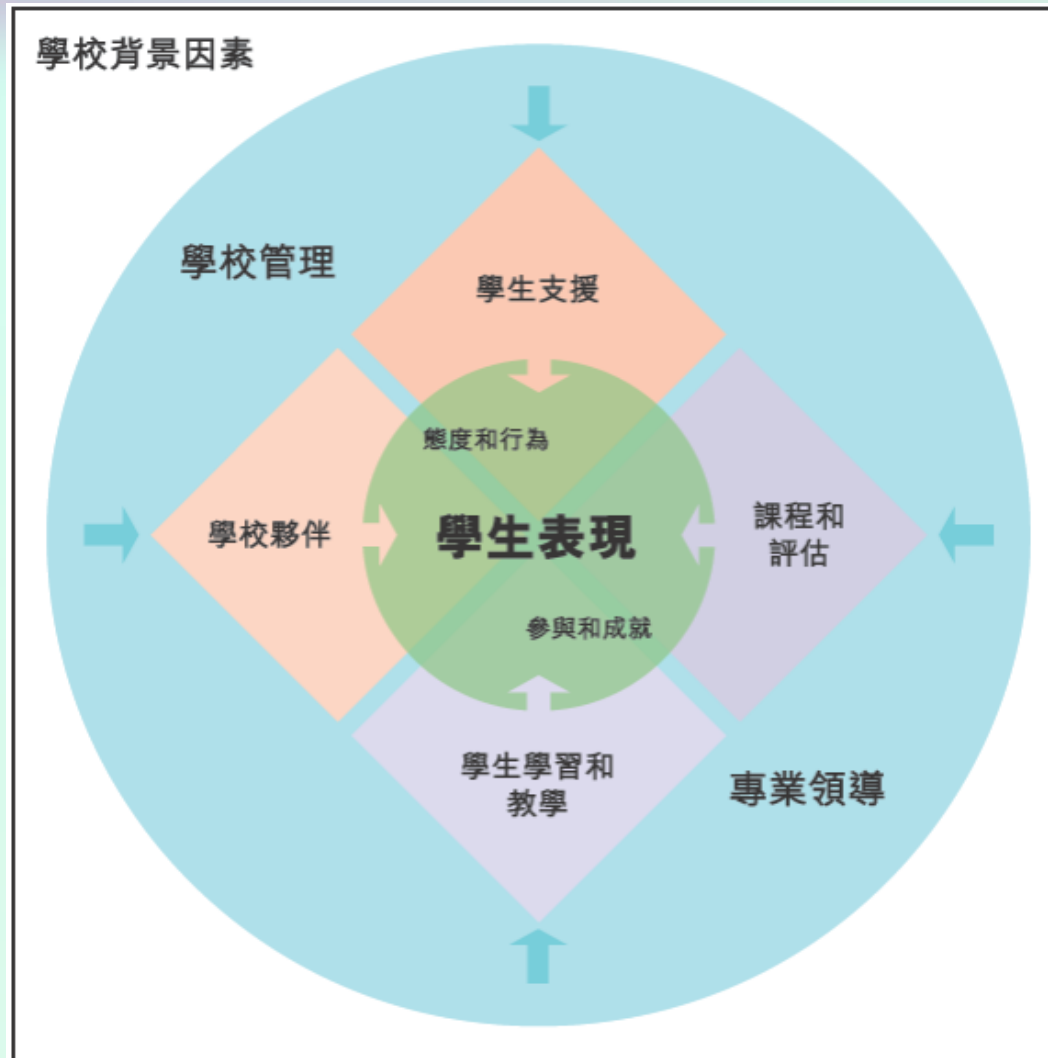 學校背景因素
學校管理
學生支援
態度和行為
學校夥伴
學生表現
課程和
評估
參與和成就
學生學習和
教學
專業領導